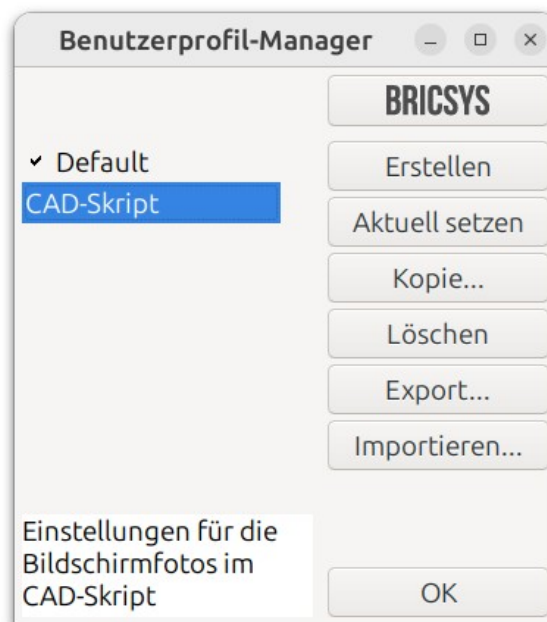 Benutzerprofil-Manager
BRICSYS
Default
CAD-Skript
Erstellen
Aktuell setzen
Kopie...
Löschen
Export...
Importieren...
Einstellungen für die
Bildschirmfotos im
CAD-Skript
OK